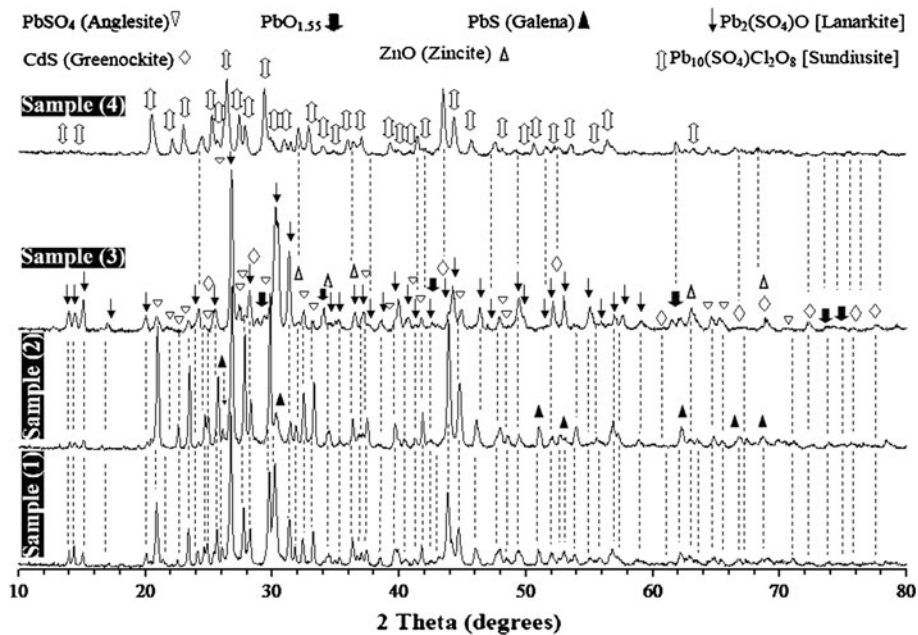 PbSO4 (Anglesite) PbO1.55 PbS (Galena) Pb2(SO4)O [Lanarkite]
CdS (Greenockite) ZnO (Zincite) Pb10(SO4)Cl2O8 [Sundiusite]
Sample (4)
Sample (3)
Sample (2)
Sample (1)
10 20 30 40 50 60 70 80
2 Theta (degrees)